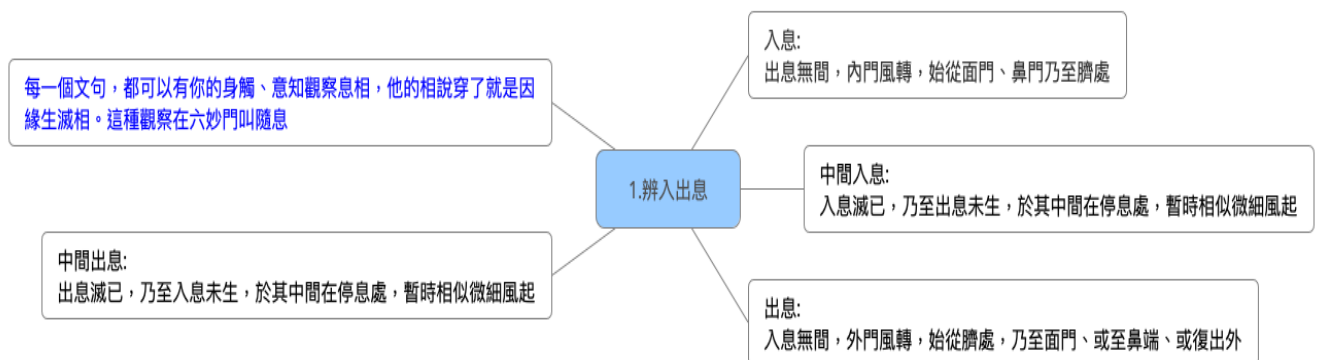 入息:
出息無間，內門風轉，始從面門、鼻門乃至臍處
每一個文句，都可以有你的身觸、意知觀察息相，他的相說穿了就是因
緣生滅相。這種觀察在六妙門叫隨息
1.辨入出息
中間入息:
入息滅已，乃至出息未生，於其中間在停息處，暫時相似微細風起
中間出息:
出息滅已，乃至入息未生，於其中間在停息處，暫時相似微細風起
出息:
入息無間，外門風轉，始從臍處，乃至面門、或至鼻端、或復出外